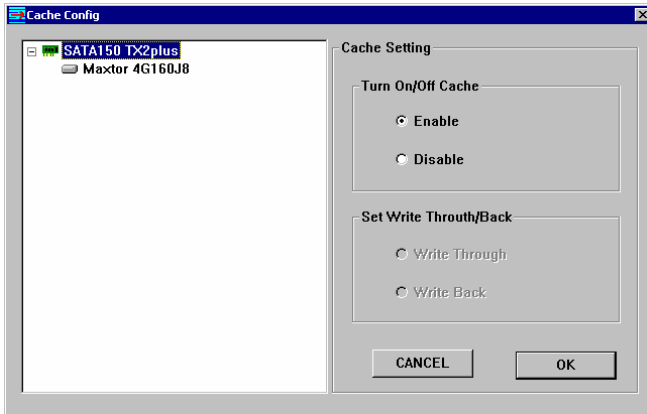 Cache Config
SATA150 TX2plus
Maxtor 4G160J8
Cache Setting
Turn On/Off Cache
Enable
Disable
Set Write Throuth/Back
Write Through
Write Back
CANCEL
OK